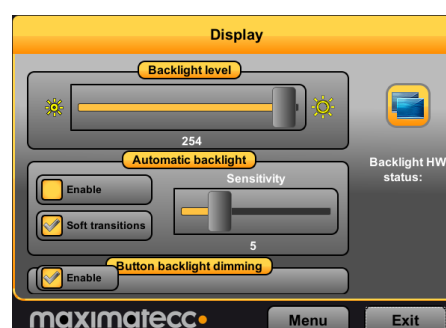 Display
Backlight level
254
Automatic backlight
Enable
Soft transitions
Sensitivity
5
Backlight HW
status:
Button backlight dimming
Enable
maximatecc
Menu
Exit